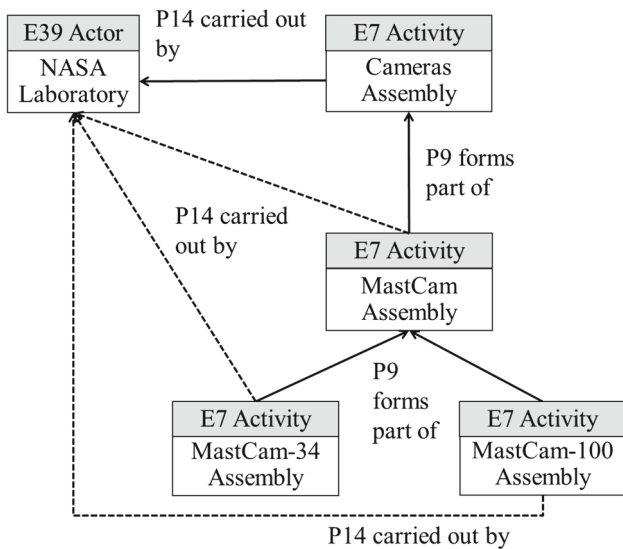 E39 Actor
NASA
Laboratory
P14 carried out
by
E7 Activity
Cameras
Assembly
P9 forms
part of
P14 carried
out by
E7 Activity
MastCam
Assembly
P9
forms
part of
E7 Activity
MastCam-34
Assembly
E7 Activity
MastCam-100
Assembly
P14 carried out by